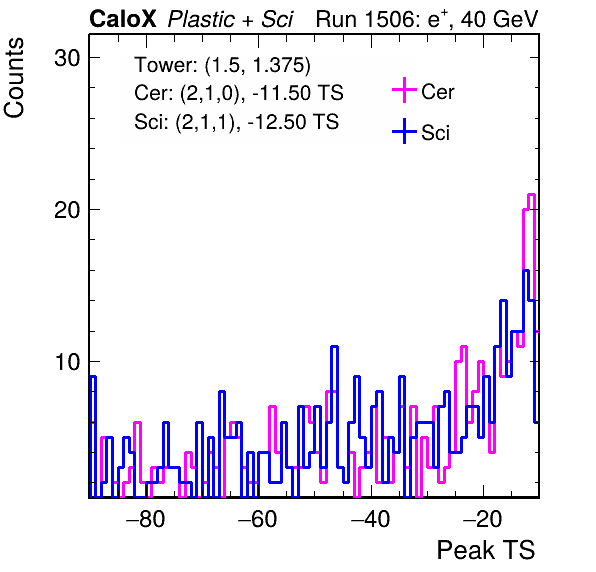 CaloX Plastic + Sci Run 1506: e⁺, 40 GeV
Counts
Tower: (1.5, 1.375)
Cer: (2,1,0), -11.50 TS
Sci: (2,1,1), -12.50 TS
Cer
Sci
30
20
10
−80 −60 −40 −20
Peak TS